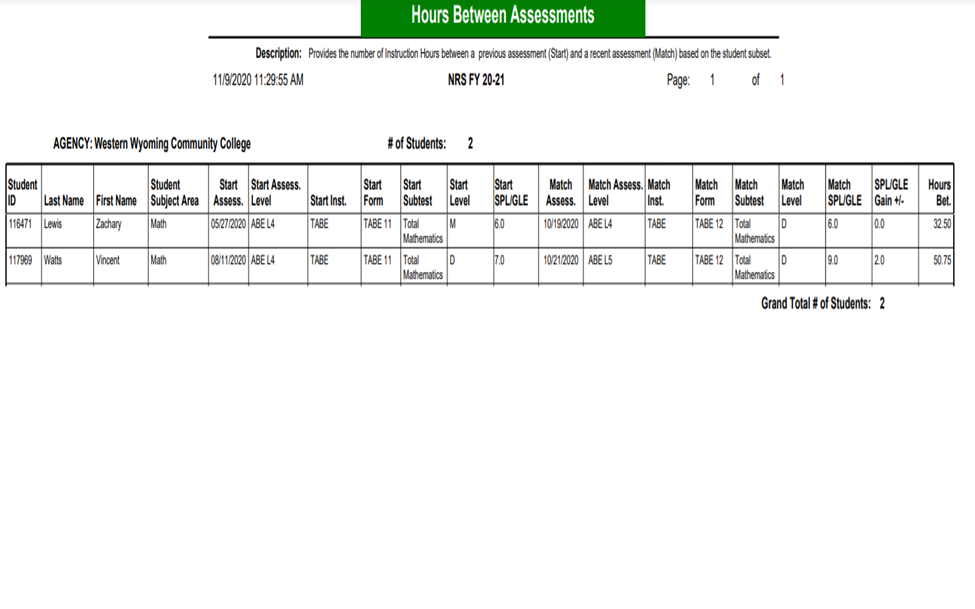 Hours Between Assessments
Description: Provides the number of Instruction Hours between a previous assessment (Start) and a recent assessment (Match) based on the student subset.
11/9/2020 11:29:55 AM NRS FY 20-21 Page: 1 of 1
AGENCY: Western Wyoming Community College # of Students: 2
Student Student Start Start Assess. Start Start Start Start Match Match Assess. Match Match Match Match Match SPL/GLE Hours
ID Last Name First Name Subject Area Assess. Level Start Inst. Form Subtest Level SPL/GLE Assess. Level Inst. Form Subtest Level SPL/GLE Gain +/- Bet.
116471 Lewis Zachary Math 05/27/2020 ABE L4 TABE TABE 11 Total M 6.0 10/19/2020 ABE L4 TABE TABE 12 Total D 6.0 0.0 32.50
Mathematics Mathematics
117969 Watts Vincent Math 08/11/2020 ABE L4 TABE TABE 11 Total D 7.0 10/21/2020 ABE L5 TABE TABE 12 Total D 9.0 2.0 50.75
Mathematics Mathematics
Grand Total # of Students: 2